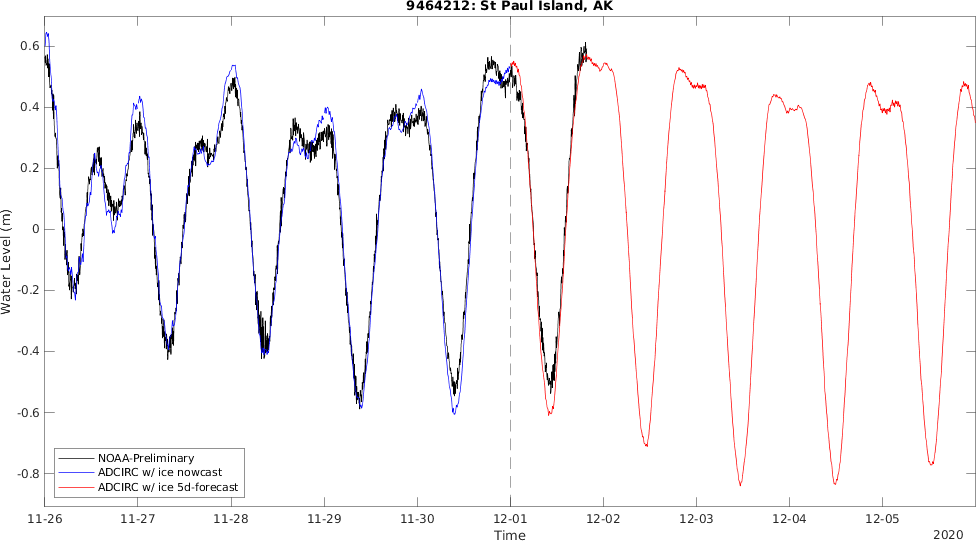 9464212: St Paul Island, AK
0.6
0.4
0.2
0
-0.2
-0.4
-0.6
-0.8
Water Level (m)
NOAA-Preliminary
ADCIRC w/ ice nowcast
ADCIRC w/ ice 5d-forecast
11-26 11-27 11-28 11-29 11-30 12-01 12-02 12-03 12-04 12-05
Time
2020